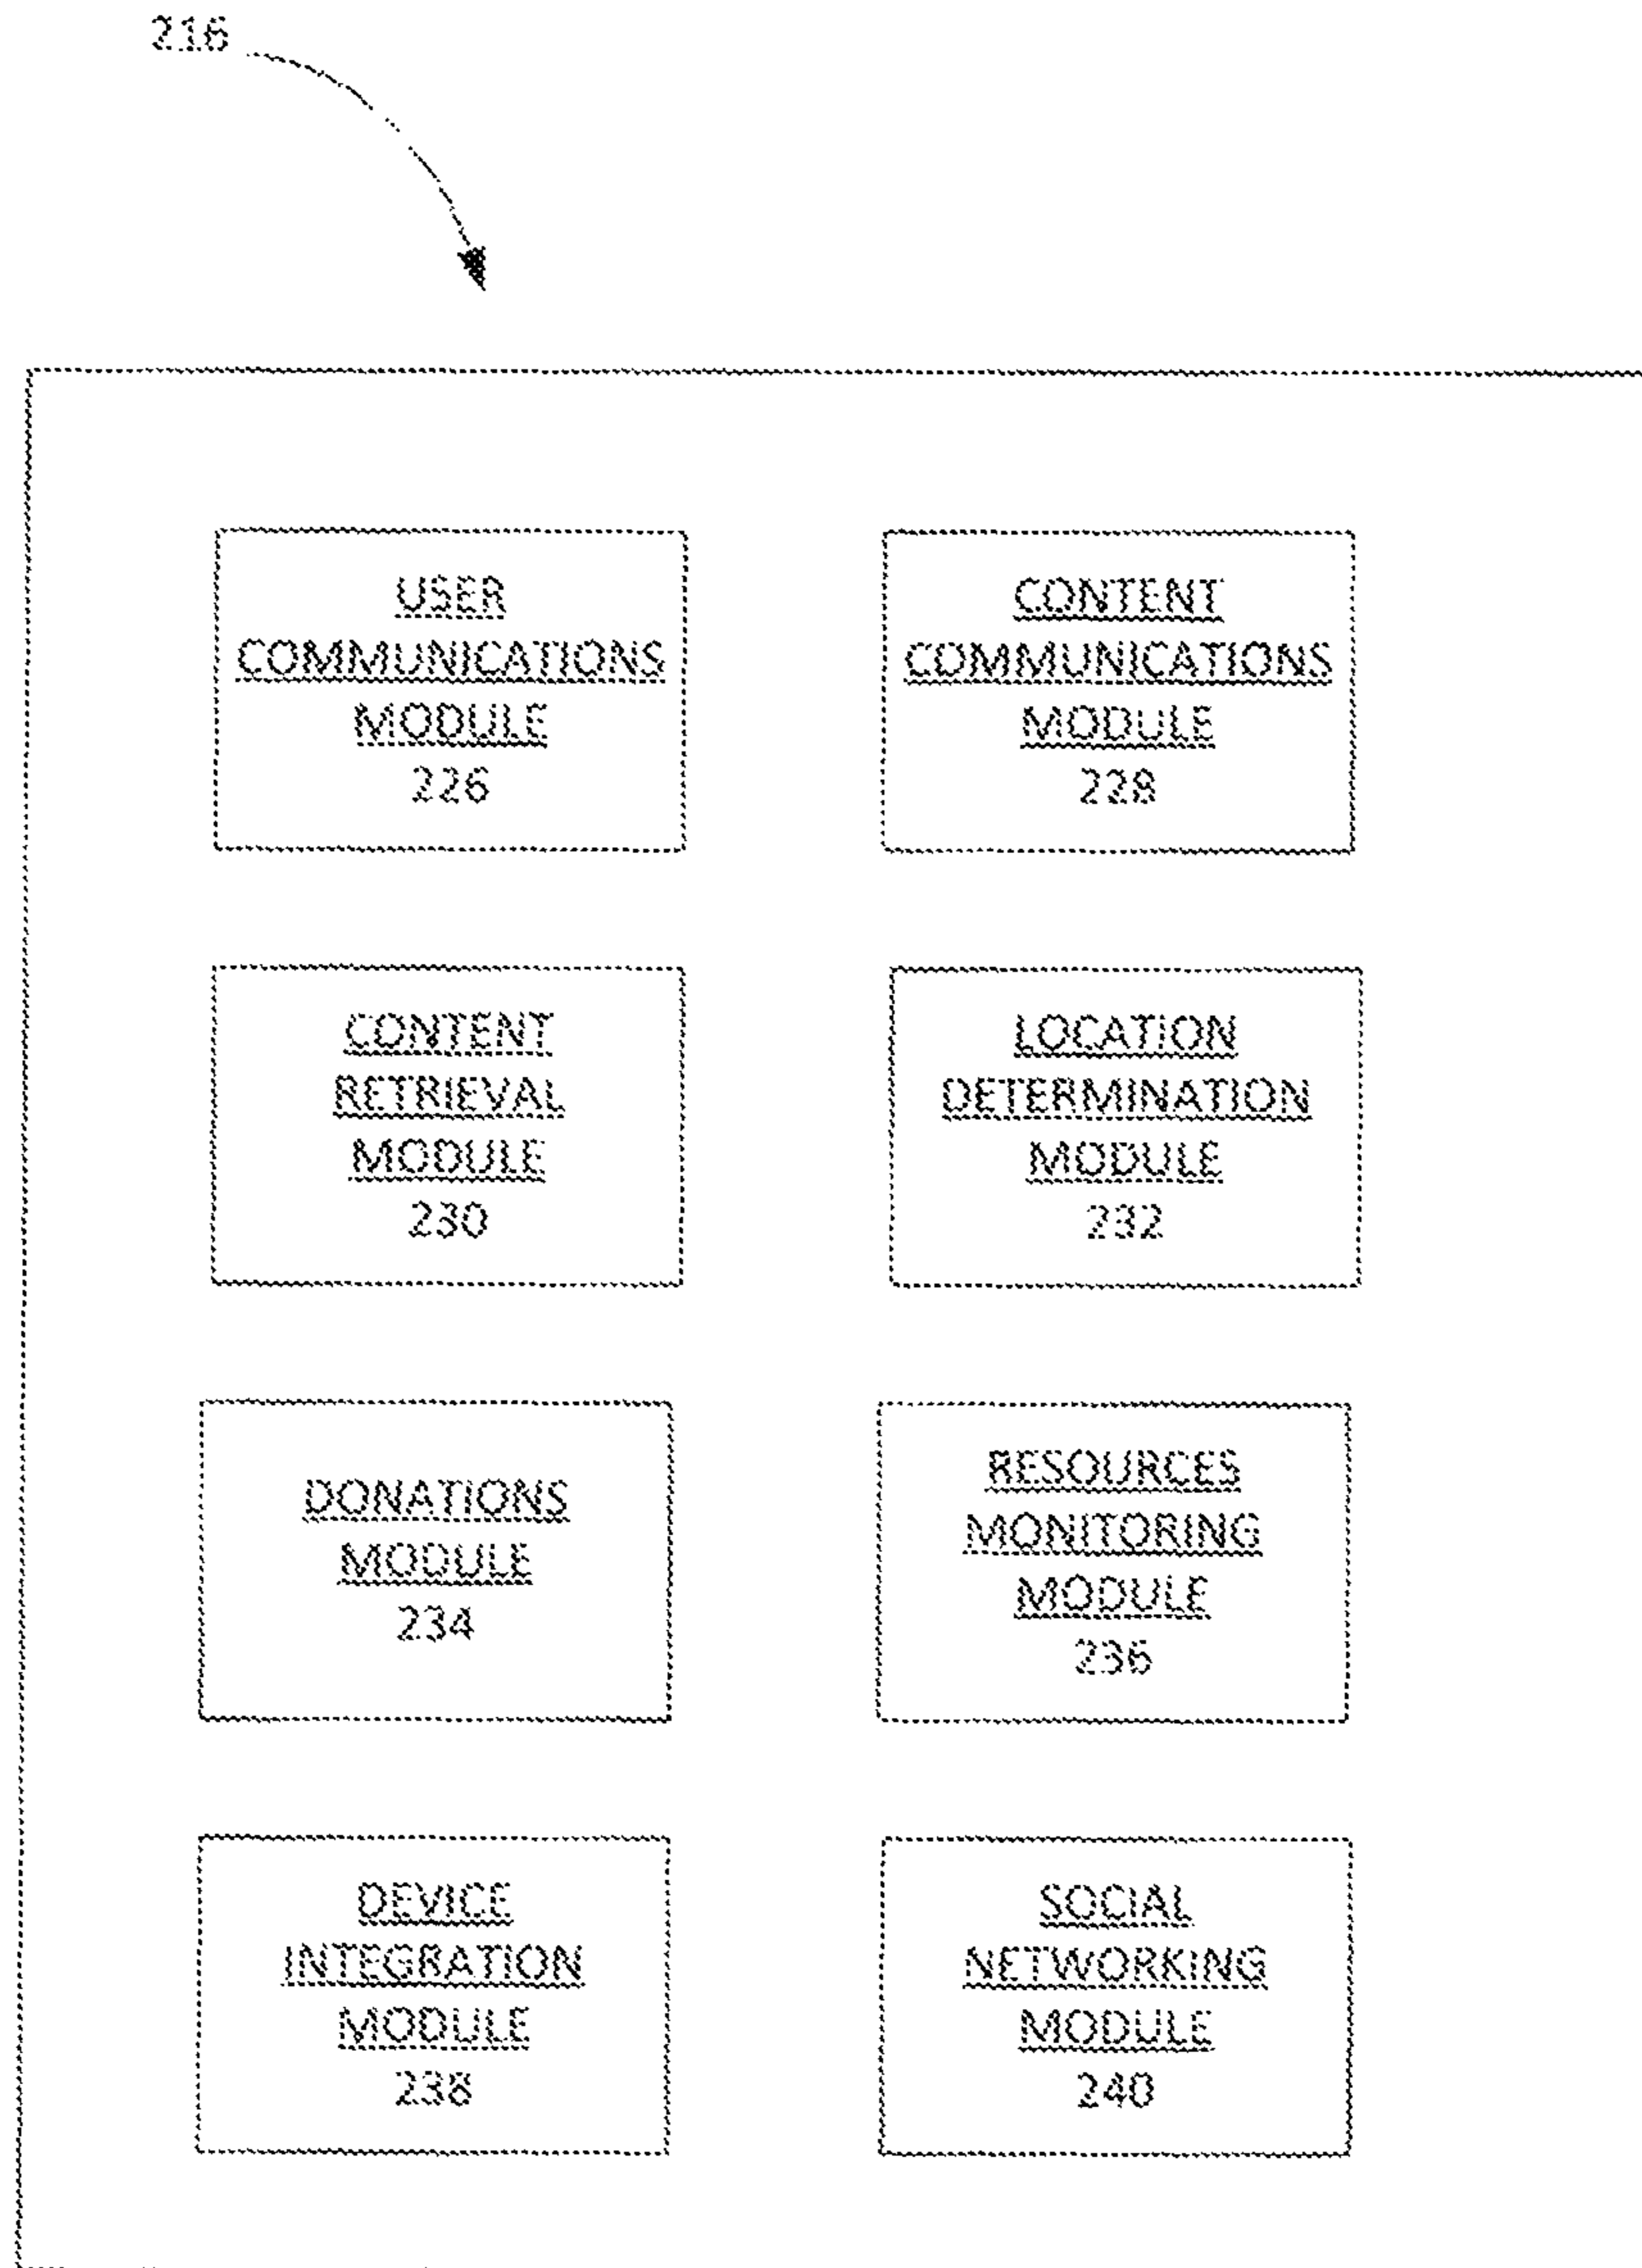 216
USER
COMMUNICATIONS
MODULE
226
CONTENT
COMMUNICATIONS
MODULE
228
CONTENT
RETRIEVAL
MODULE
230
LOCATION
DETERMINATION
MODULE
232
DONATIONS
MODULE
234
RESOURCES
MONITORING
MODULE
236
DEVICE
INTEGRATION
MODULE
238
SOCIAL
NETWORKING
MODULE
240